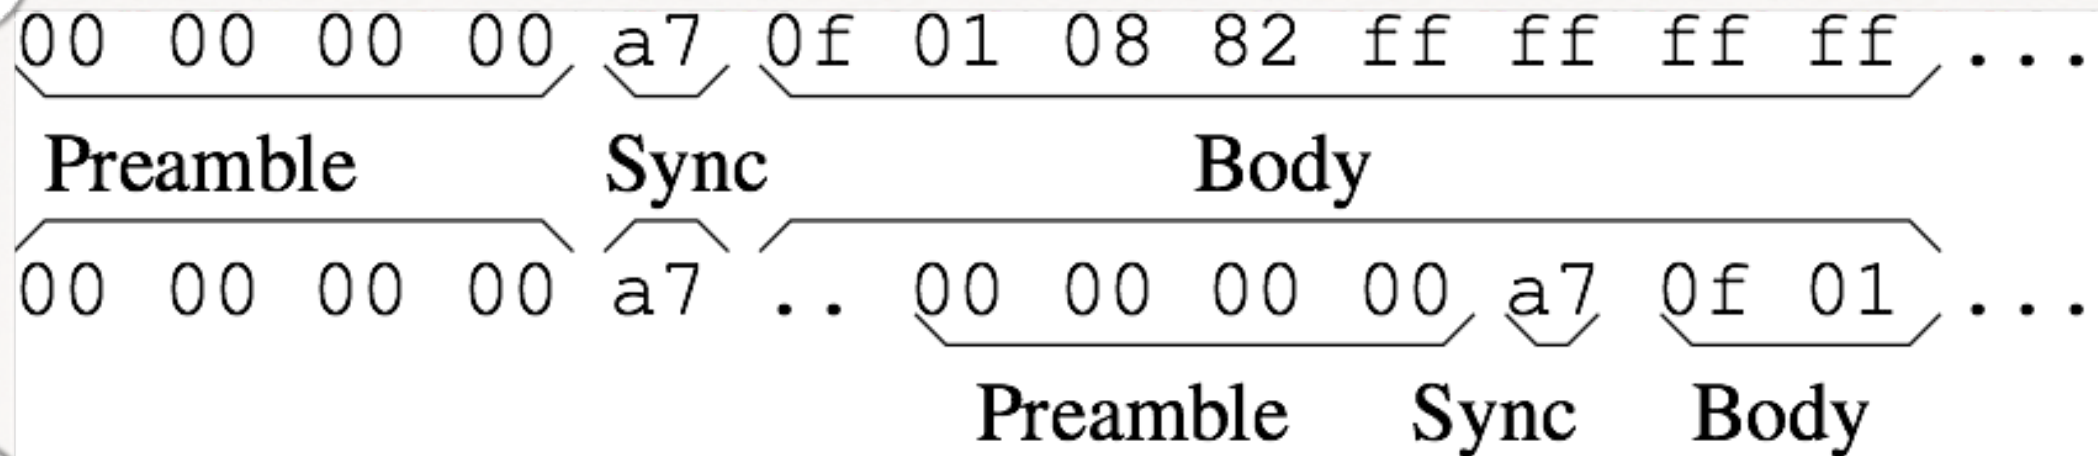 00 00 00 00 a7 0f 01 08 82 ff ff ff ff ...
Preamble Sync Body
00 00 00 00 a7 .. 00 00 00 00 a7 0f 01 ...
Preamble Sync Body